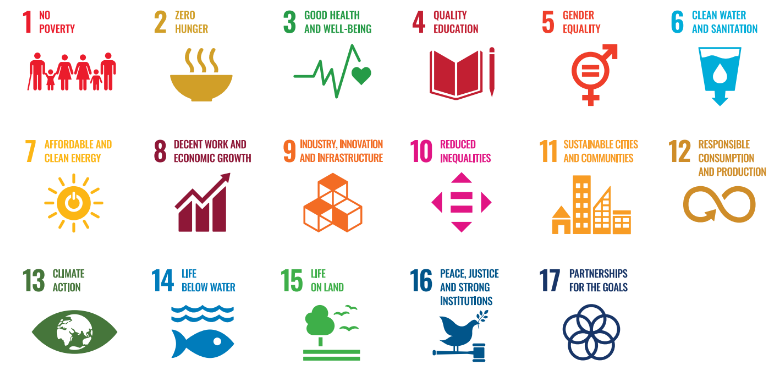 1 NO
POVERTY
2 ZERO
HUNGER
3 GOOD HEALTH
AND WELL-BEING
4 QUALITY
EDUCATION
5 GENDER
EQUALITY
6 CLEAN WATER
AND SANITATION
7 AFFORDABLE AND
CLEAN ENERGY
8 DECENT WORK AND
ECONOMIC GROWTH
9 INDUSTRY, INNOVATION
AND INFRASTRUCTURE
10 REDUCED
INEQUALITIES
11 SUSTAINABLE CITIES
AND COMMUNITIES
12 RESPONSIBLE
CONSUMPTION
AND PRODUCTION
13 CLIMATE
ACTION
14 LIFE
BELOW WATER
15 LIFE
ON LAND
16 PEACE, JUSTICE
AND STRONG
INSTITUTIONS
17 PARTNERSHIPS
FOR THE GOALS